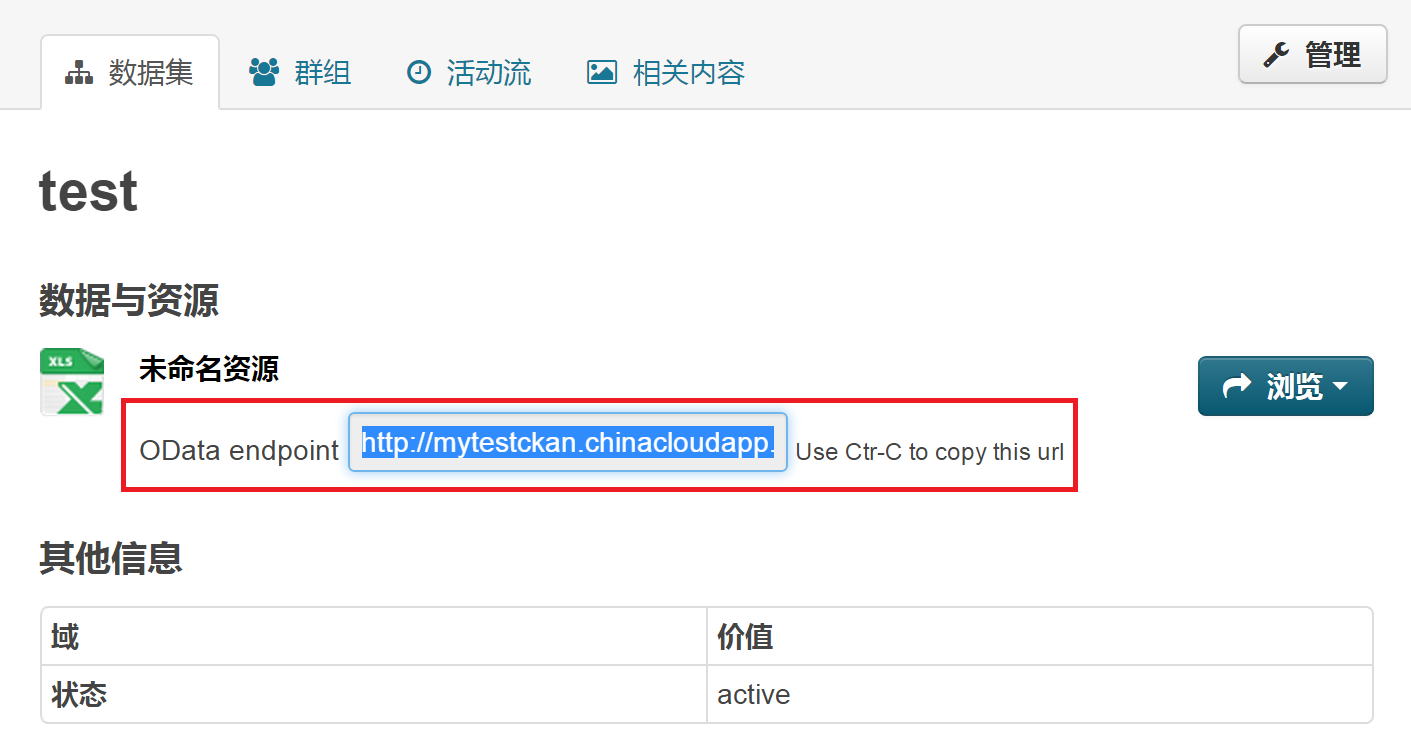 数据集 群组 活动流 相关内容 管理
test
数据与资源
XLS 未命名资源
浏览
OData endpoint http://mytestckan.chinacloudapp. Use Ctr-C to copy this url
其他信息
域 价值
状态 active